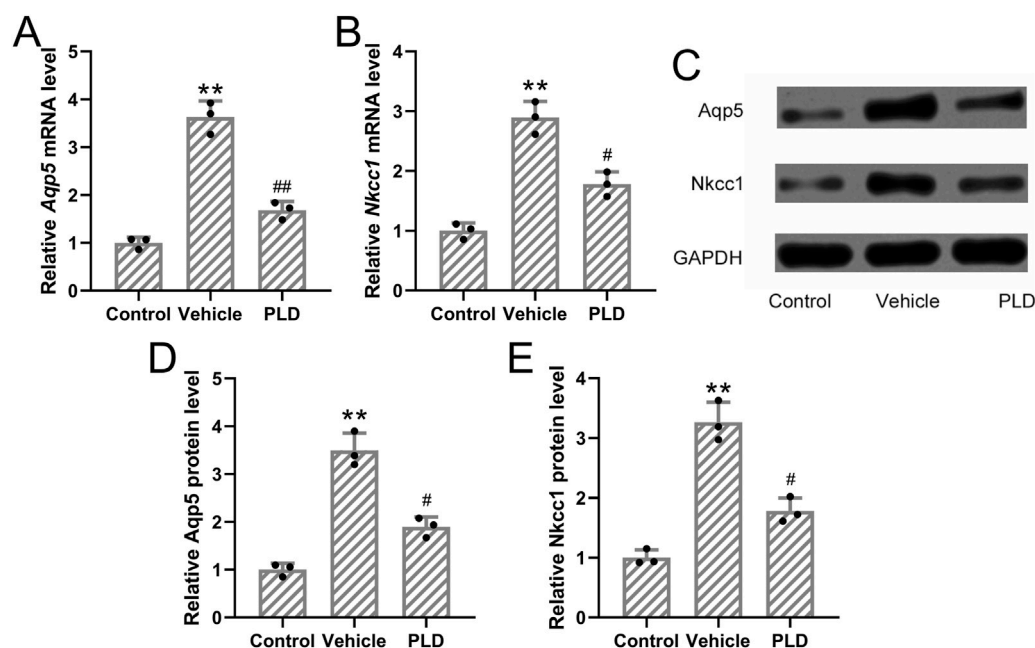 A
Relative Aqp5 mRNA level
5
4
3
2
1
0
**
##
Control Vehicle PLD
B
Relative Nkcc1 mRNA level
4
3
2
1
0
**
#
Control Vehicle PLD
C
Aqp5
Nkcc1
GAPDH
Control Vehicle PLD
D
Relative Aqp5 protein level
5
4
3
2
1
0
**
#
Control Vehicle PLD
E
Relative Nkcc1 protein level
4
3
2
1
0
**
#
Control Vehicle PLD